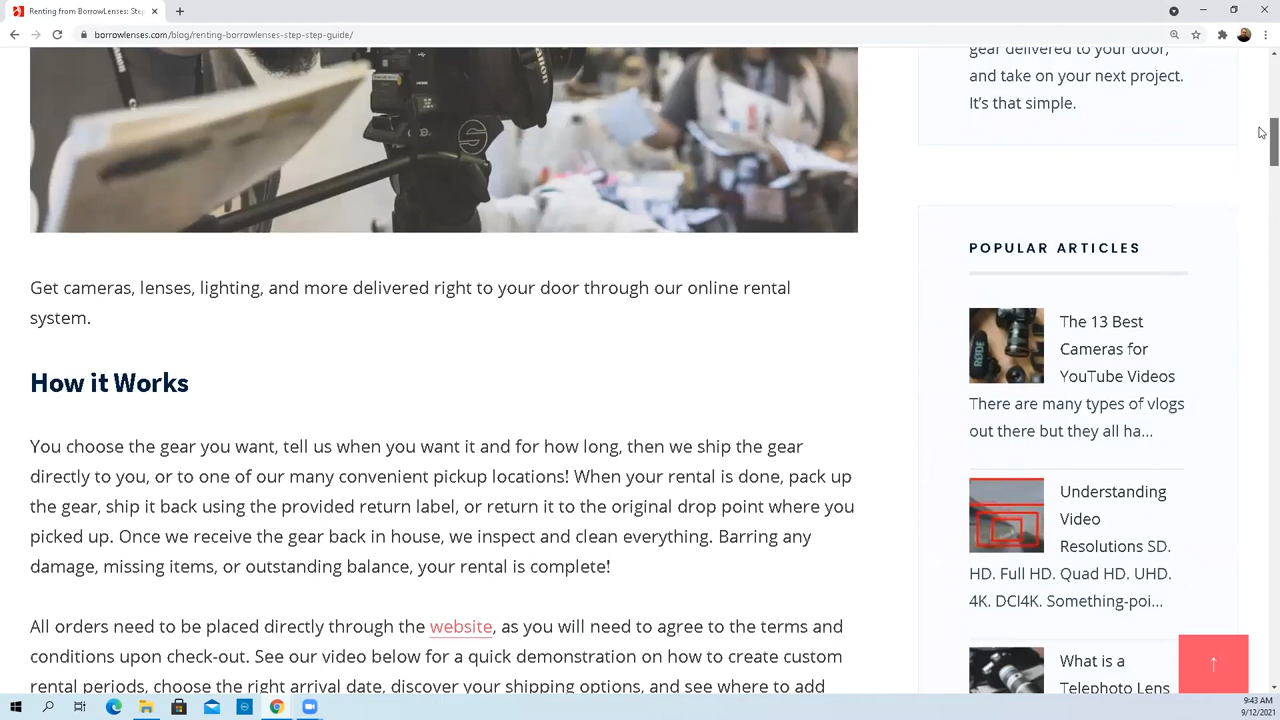 Renting from BorrowLenses: Ste
borrowlenses.com/blog/renting-borrowlenses-step-step-guide/
Canon
gear delivered to your door,
and take on your next project.
It's that simple.
Get cameras, lenses, lighting, and more delivered right to your door through our online rental
system.
How it Works
You choose the gear you want, tell us when you want it and for how long, then we ship the gear
directly to you, or to one of our many convenient pickup locations! When your rental is done, pack up
the gear, ship it back using the provided return label, or return it to the original drop point where you
picked up. Once we receive the gear back in house, we inspect and clean everything. Barring any
damage, missing items, or outstanding balance, your rental is complete!
All orders need to be placed directly through the website, as you will need to agree to the terms and
conditions upon check-out. See our video below for a quick demonstration on how to create custom
rental periods, choose the right arrival date, discover your shipping options, and see where to add
POPULAR ARTICLES
RØDE
The 13 Best
Cameras for
YouTube Videos
There are many types of vlogs
out there but they all ha...
Understanding
Video
Resolutions SD.
HD. Full HD. Quad HD. UHD.
4K. DCI4K. Something-poi...
What is a
Telephoto Lens
9:43 AM
9/12/2021